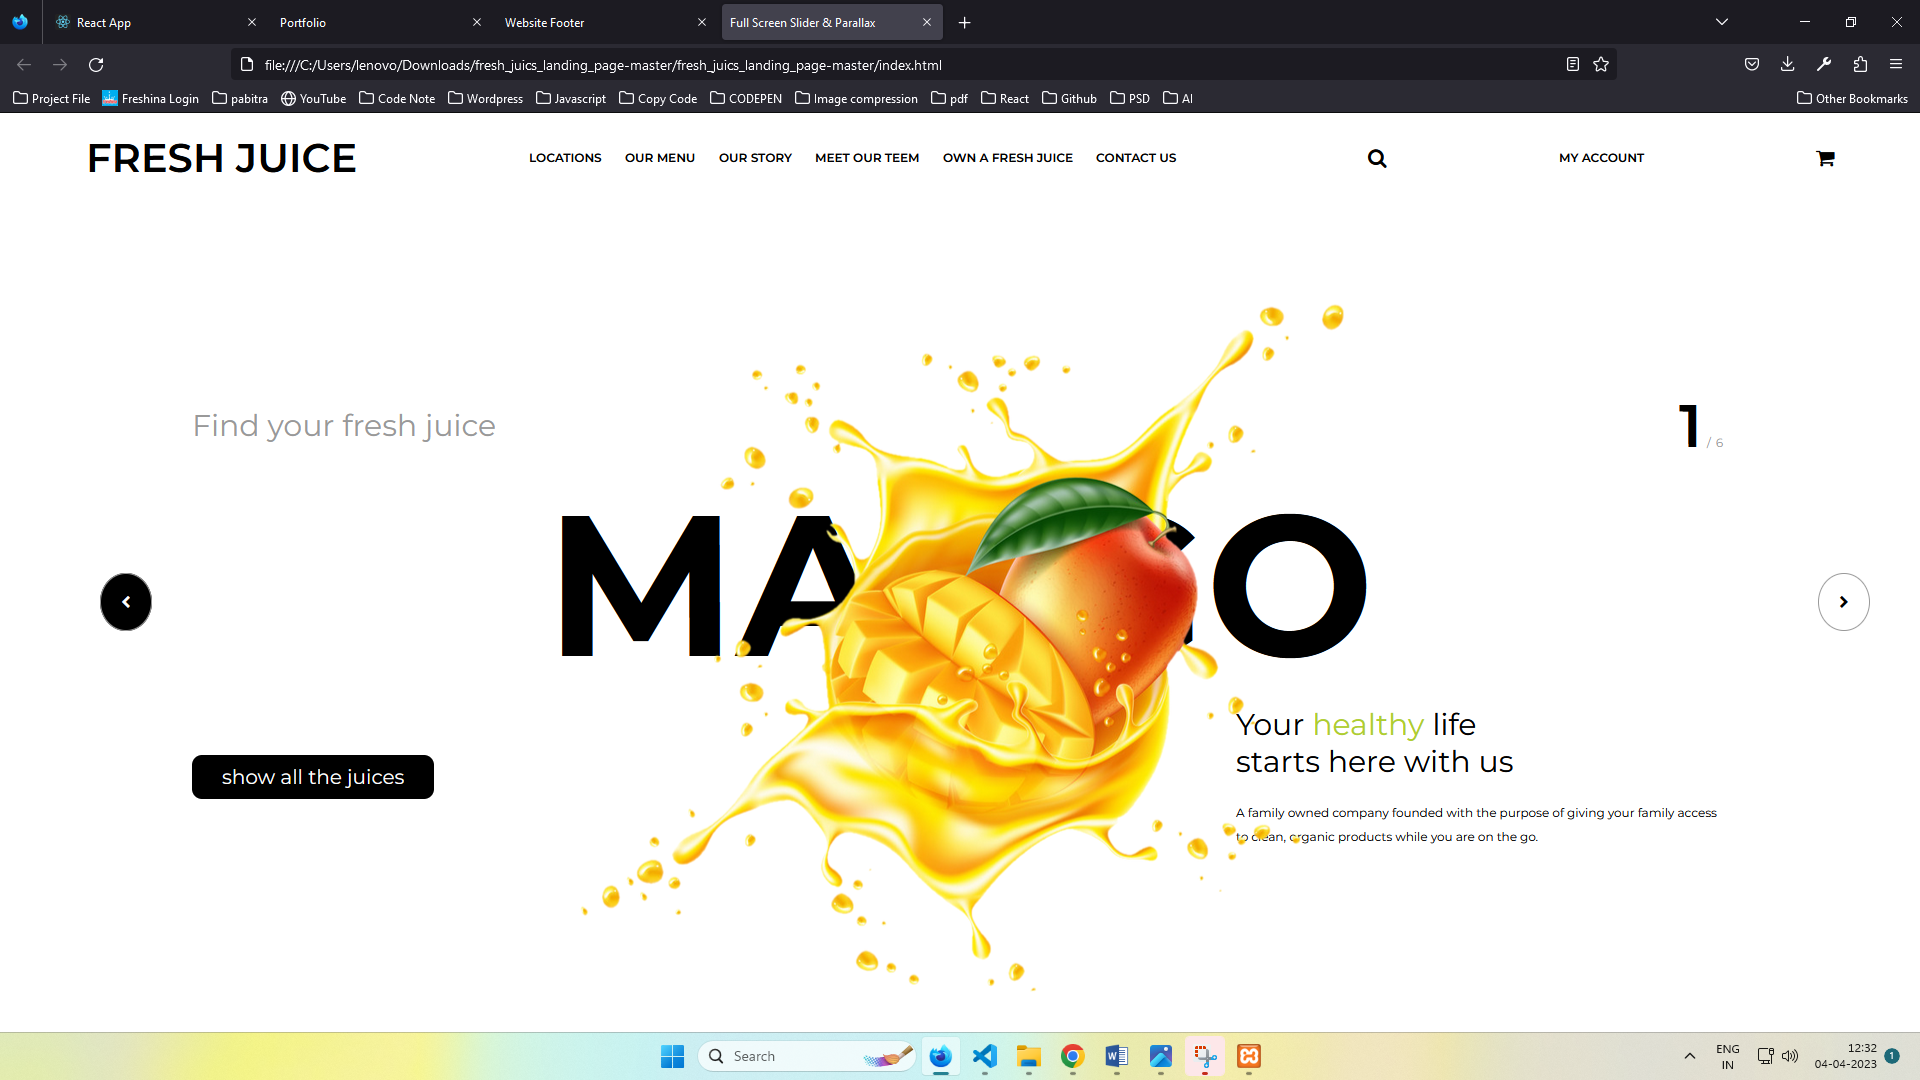 React App
Portfolio
Website Footer
Full Screen Slider & Parallax
file:///C:/Users/lenovo/Downloads/fresh_juics_landing_page-master/fresh_juics_landing_page-master/index.html
Project File Freshina Login pabitra YouTube Code Note Wordpress Javascript Copy Code CODEPEN Image compression pdf React Github PSD AI Other Bookmarks
FRESH JUICE LOCATIONS OUR MENU OUR STORY MEET OUR TEEM OWN A FRESH JUICE CONTACT US MY ACCOUNT
Find your fresh juice
1 / 6
MA GO
Your healthy life
starts here with us
show all the juices
A family owned company founded with the purpose of giving your family access
to clean, organic products while you are on the go.
Search
ENG
IN
12:32
04-04-2023
1